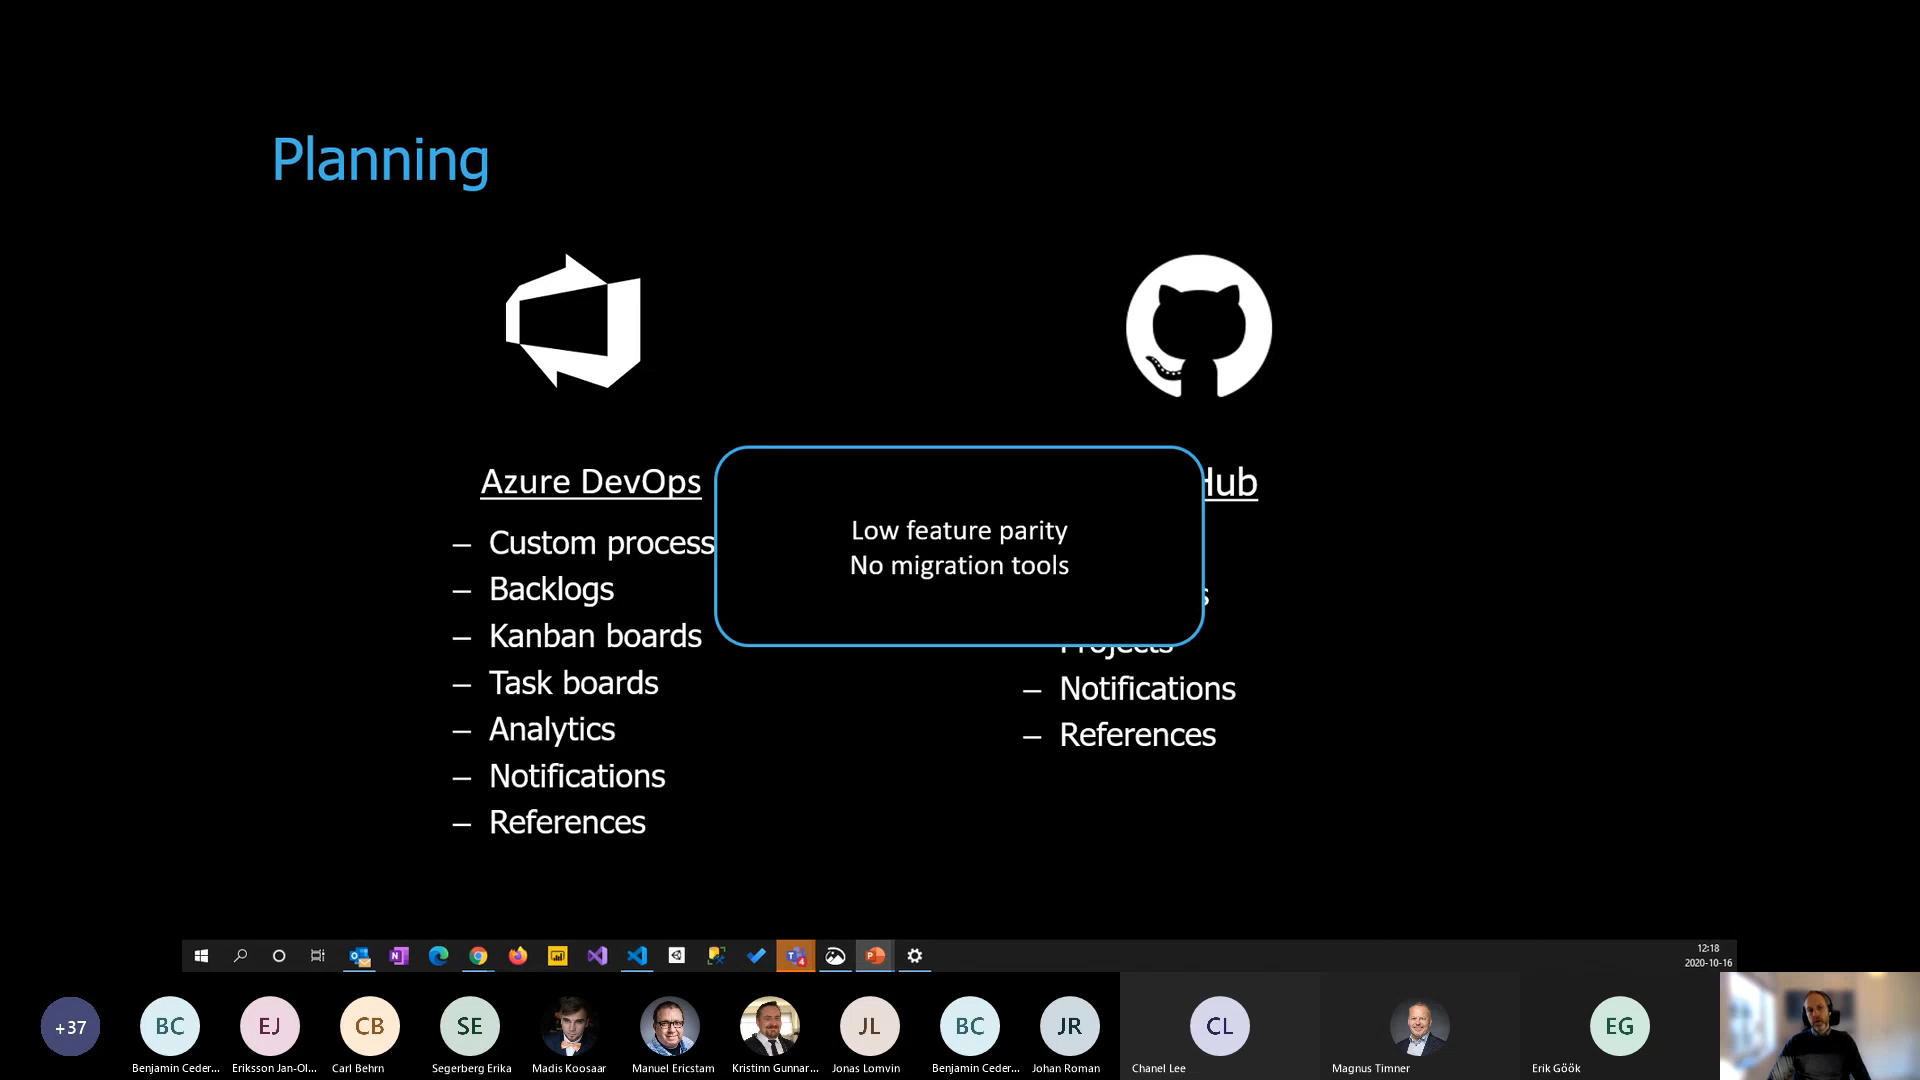 Planning
Azure DevOps
Hub
– Custom process
– Backlogs
– Kanban boards
– Task boards
– Analytics
– Notifications
– References
Low feature parity
No migration tools
Projects
– Notifications
– References
12:18
2020-10-16
+37
BC
EJ
CB
SE
JL
BC
JR
CL
EG
Benjamin Ceder...
Eriksson Jan-Ol...
Carl Behrn
Segerberg Erika
Madis Koosaar
Manuel Ericstam
Kristinn Gunnar...
Jonas Lomvin
Benjamin Ceder...
Johan Roman
Chanel Lee
Magnus Timner
Erik Göök